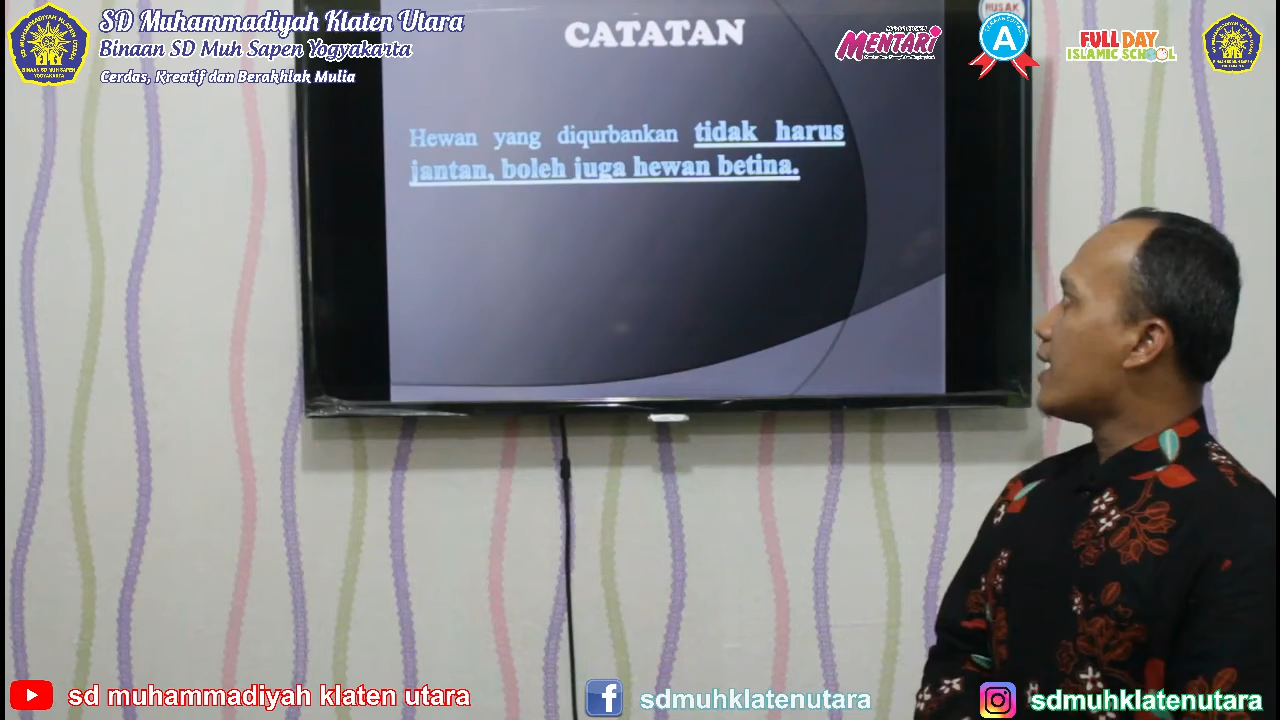 SD Muhammadiyah Klaten Utara
Binaan SD Muh Sapen Yogyakarta
Cerdas, Kreatif dan Berakhlak Mulia
MENTARI
A
FULL DAY
ISLAMIC SCHOOL
RUSAK
CATATAN
Hewan yang diqurbankan tidak harus
jantan, boleh juga hewan betina.
sd muhammadiyah klaten utara
sdmuhklatenutara
sdmuhklatenutara